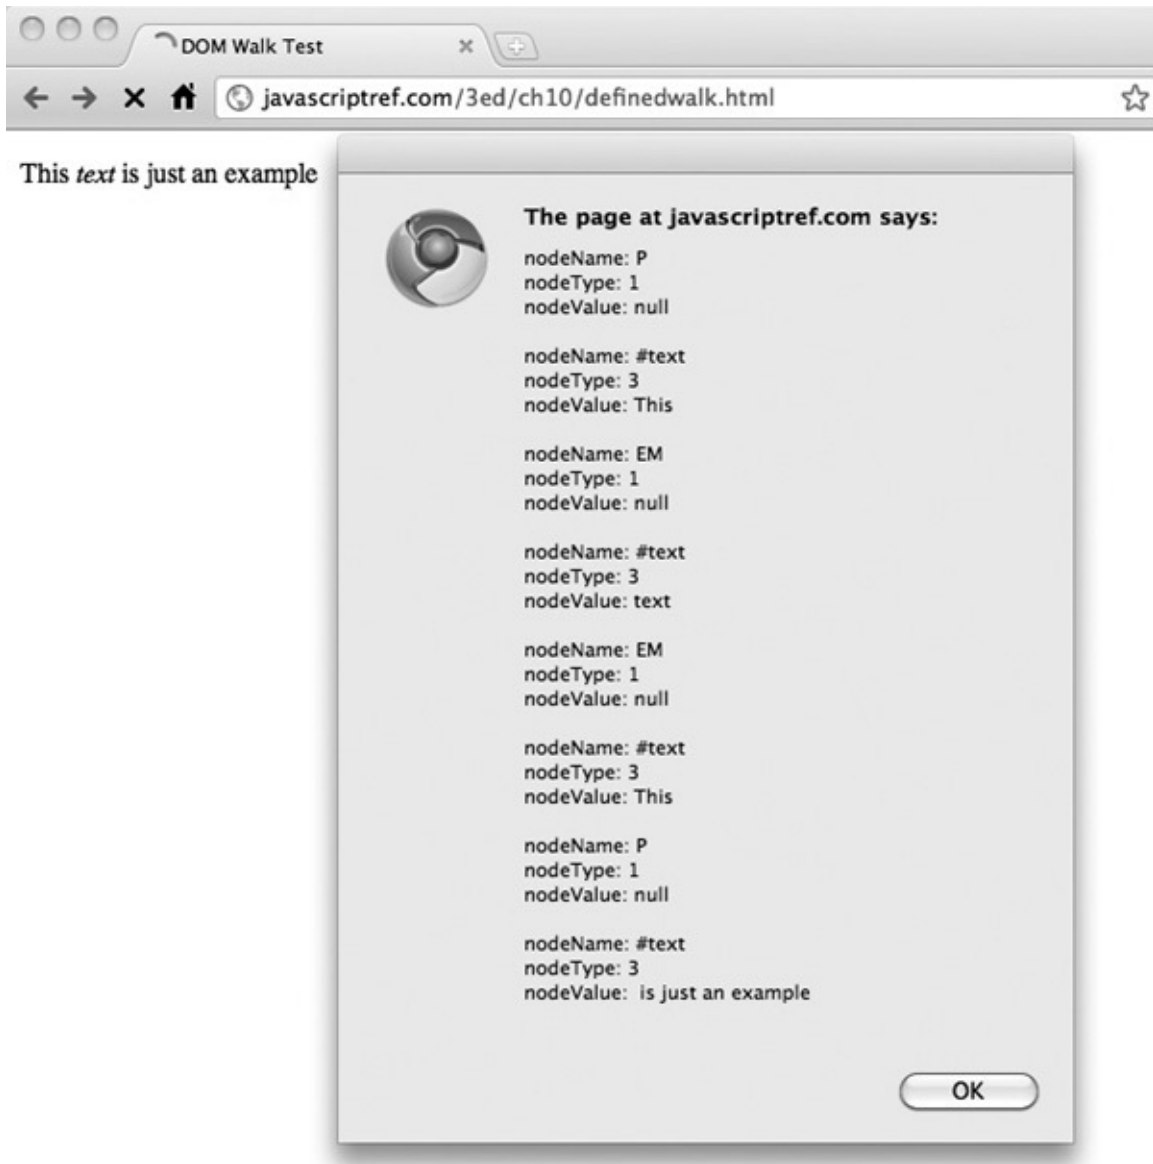 DOM Walk Test
javascriptref.com/3ed/ch10/definedwalk.html
This text is just an example
The page at javascriptref.com says:
nodeName: P
nodeType: 1
nodeValue: null
nodeName: #text
nodeType: 3
nodeValue: This
nodeName: EM
nodeType: 1
nodeValue: null
nodeName: #text
nodeType: 3
nodeValue: text
nodeName: EM
nodeType: 1
nodeValue: null
nodeName: #text
nodeType: 3
nodeValue: This
nodeName: P
nodeType: 1
nodeValue: null
nodeName: #text
nodeType: 3
nodeValue:  is just an example
OK